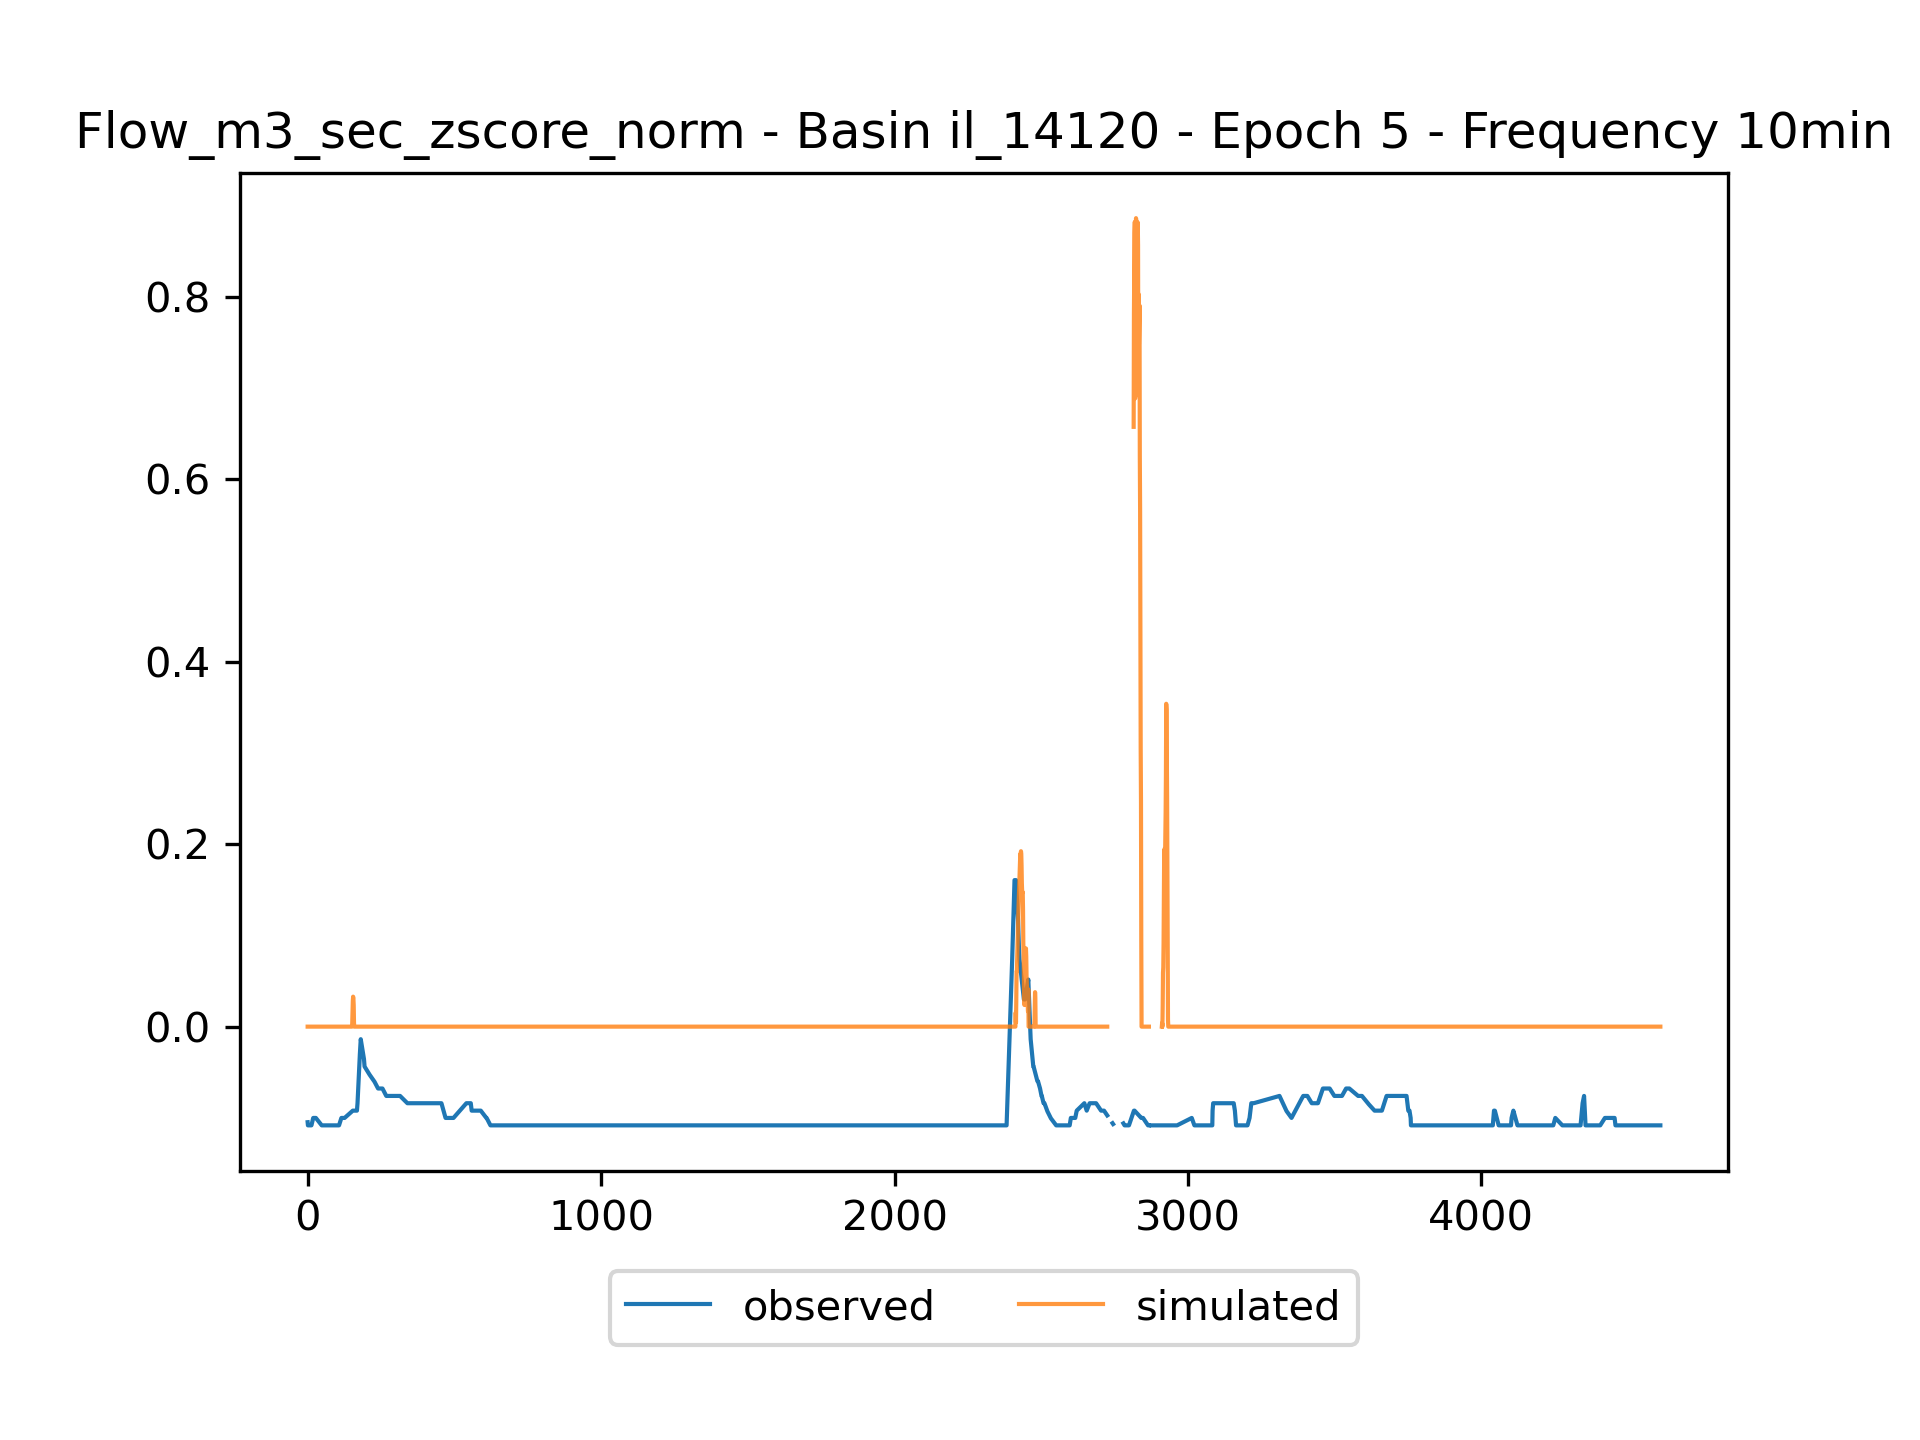 Flow_m3_sec_zscore_norm - Basin il_14120 - Epoch 5 - Frequency 10min
0.8
0.6
0.4
0.2
0.0
0 1000 2000 3000 4000
observed simulated